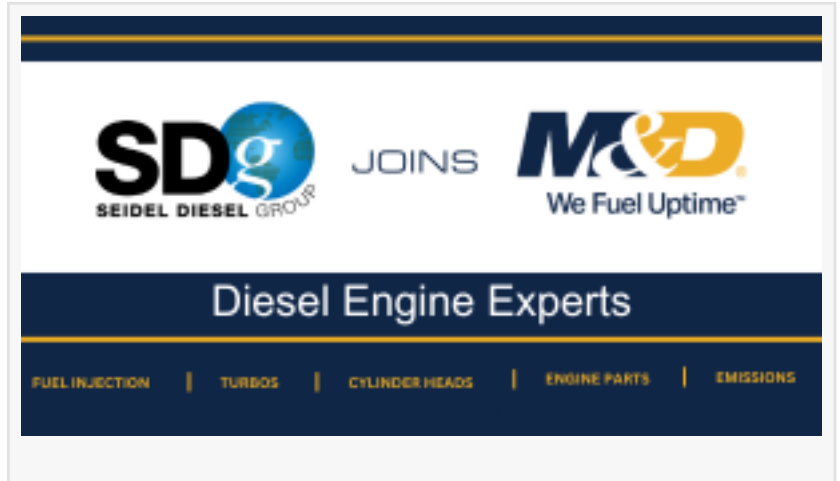 SDg
SEIDEL DIESEL GROUP
JOINS
M&D®
We Fuel Uptime™
Diesel Engine Experts
FUEL INJECTION | TURBOS | CYLINDER HEADS | ENGINE PARTS | EMISSIONS